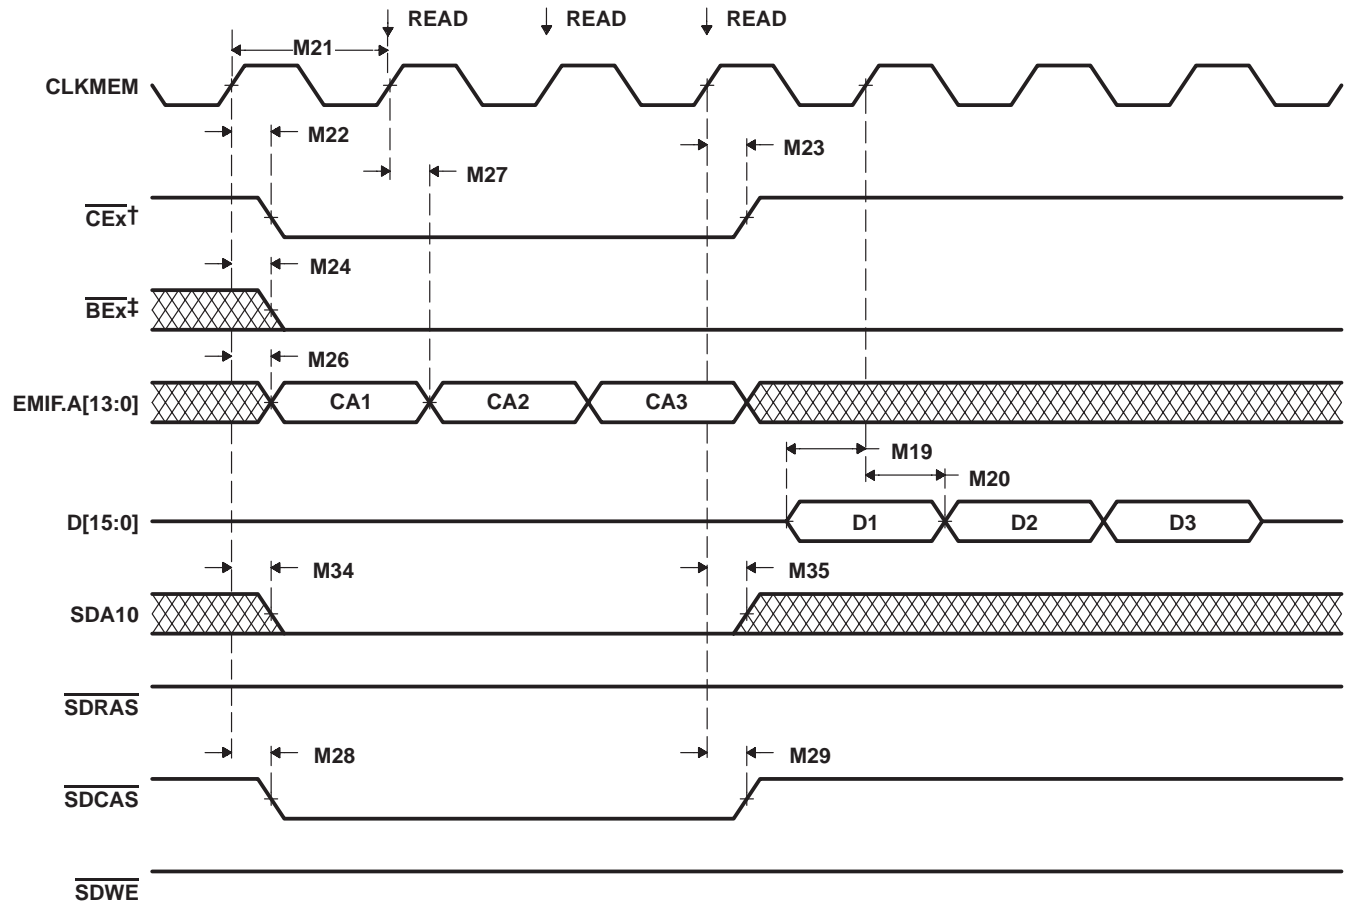 READ READ READ
M21
CLKMEM
M22 M23
M27
CEx†
M24
BEx‡
M26
EMIF.A[13:0] CA1 CA2 CA3
M19
M20
D[15:0] D1 D2 D3
M34 M35
SDA10
SDRAS
M28 M29
SDCAS
SDWE